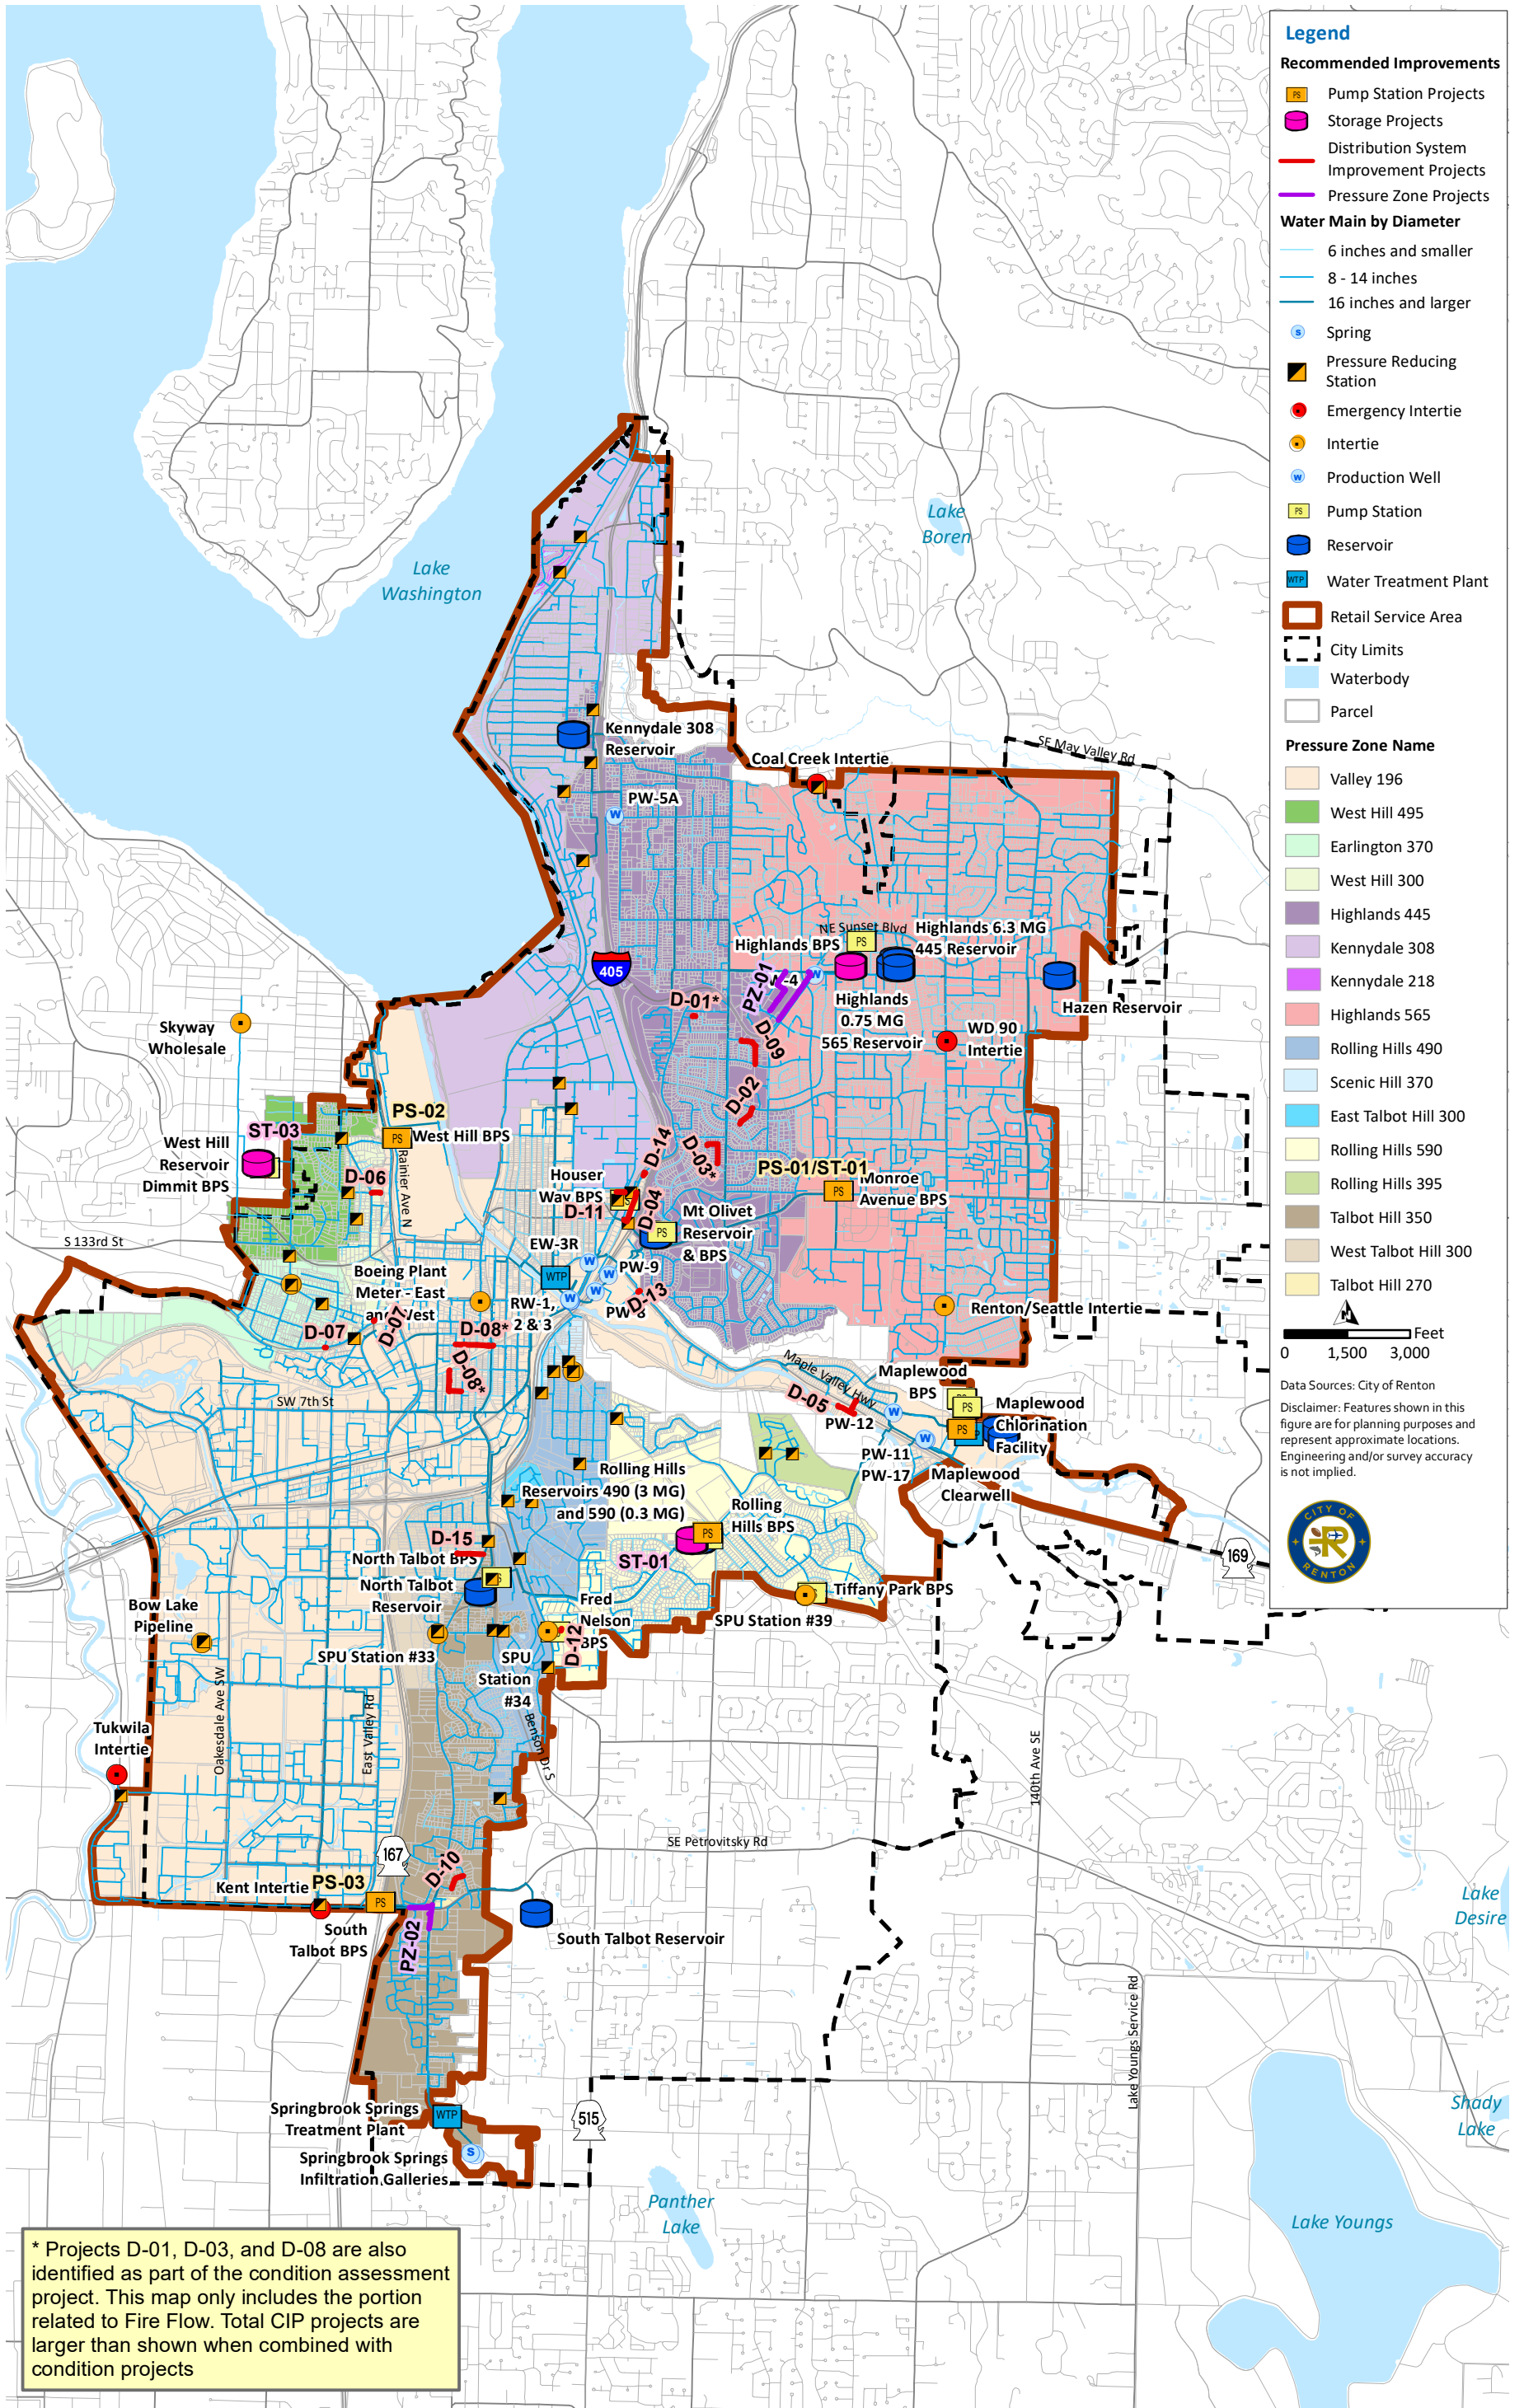 Legend
Recommended Improvements
PS
Pump Station Projects
Storage Projects
Distribution System
Improvement Projects
Pressure Zone Projects
Water Main by Diameter
6 inches and smaller
8 - 14 inches
16 inches and larger
S
Spring
Pressure Reducing
Station
Emergency Intertie
Intertie
W
Production Well
PS
Pump Station
Reservoir
WTP
Water Treatment Plant
Retail Service Area
City Limits
Waterbody
Parcel
Pressure Zone Name
Valley 196
West Hill 495
Earlington 370
West Hill 300
Highlands 445
Kennydale 308
Kennydale 218
Highlands 565
Rolling Hills 490
Scenic Hill 370
East Talbot Hill 300
Rolling Hills 590
Rolling Hills 395
Talbot Hill 350
West Talbot Hill 300
Talbot Hill 270
N
Feet
0 1,500 3,000
Data Sources: City of Renton
Disclaimer: Features shown in this
figure are for planning purposes and
represent approximate locations.
Engineering and/or survey accuracy
is not implied.
CITY OF
R
RENTON
Lake
Boren
Lake
Washington
Kennydale 308
Reservoir
SE May Valley Rd
Coal Creek Intertie
PW-5A
W
NE Sunset Blvd
Highlands 6.3 MG
445 Reservoir
Highlands BPS
PS
405
PZ-01
W
Hazen Reservoir
D-01*
Highlands
0.75 MG
565 Reservoir
D-09
WD 90
Intertie
Skyway
Wholesale
D-02
PS-02
PS
West Hill BPS
ST-03
West Hill
Reservoir
Dimmit BPS
Rainier Ave N
D-14
D-03*
PS-01/ST-01
PS
Monroe
Avenue BPS
D-06
Houser
Way BPS
D-11
D-04
Mt Olivet
Reservoir
& BPS
PS
S 133rd St
EW-3R
WTP
PW-9
W
W
W
W
Boeing Plant
Meter - East
and West
RW-1,
2 & 3
PW-8
D-13
Renton/Seattle Intertie
D-07
D-07
D-08*
D-08*
Maple Valley Hwy
SW 7th St
D-05
PW-12
W
Maplewood
BPS
PS
PS
PS
Maplewood
Chlorination
Facility
PW-11
PW-17
W
Maplewood
Clearwell
Rolling Hills
Reservoirs 490 (3 MG)
and 590 (0.3 MG)
Rolling
Hills BPS
PS
169
D-15
North Talbot BPS
ST-01
North Talbot
Reservoir
Fred
Nelson
BPS
Tiffany Park BPS
SPU Station #39
Bow Lake
Pipeline
D-12
SPU Station #33
SPU
Station
#34
Oakesdale Ave SW
East Valley Rd
Benson Dr S
140th Ave SE
Tukwila
Intertie
SE Petrovitsky Rd
167
D-10
Kent Intertie
PS-03
PS
South
Talbot BPS
PZ-02
South Talbot Reservoir
Lake
Desire
Lake Youngs Service Rd
Springbrook Springs
Treatment Plant
WTP
515
Springbrook Springs
Infiltration Galleries
S
Shady
Lake
Panther
Lake
Lake Youngs
* Projects D-01, D-03, and D-08 are also
identified as part of the condition assessment
project. This map only includes the portion
related to Fire Flow. Total CIP projects are
larger than shown when combined with
condition projects